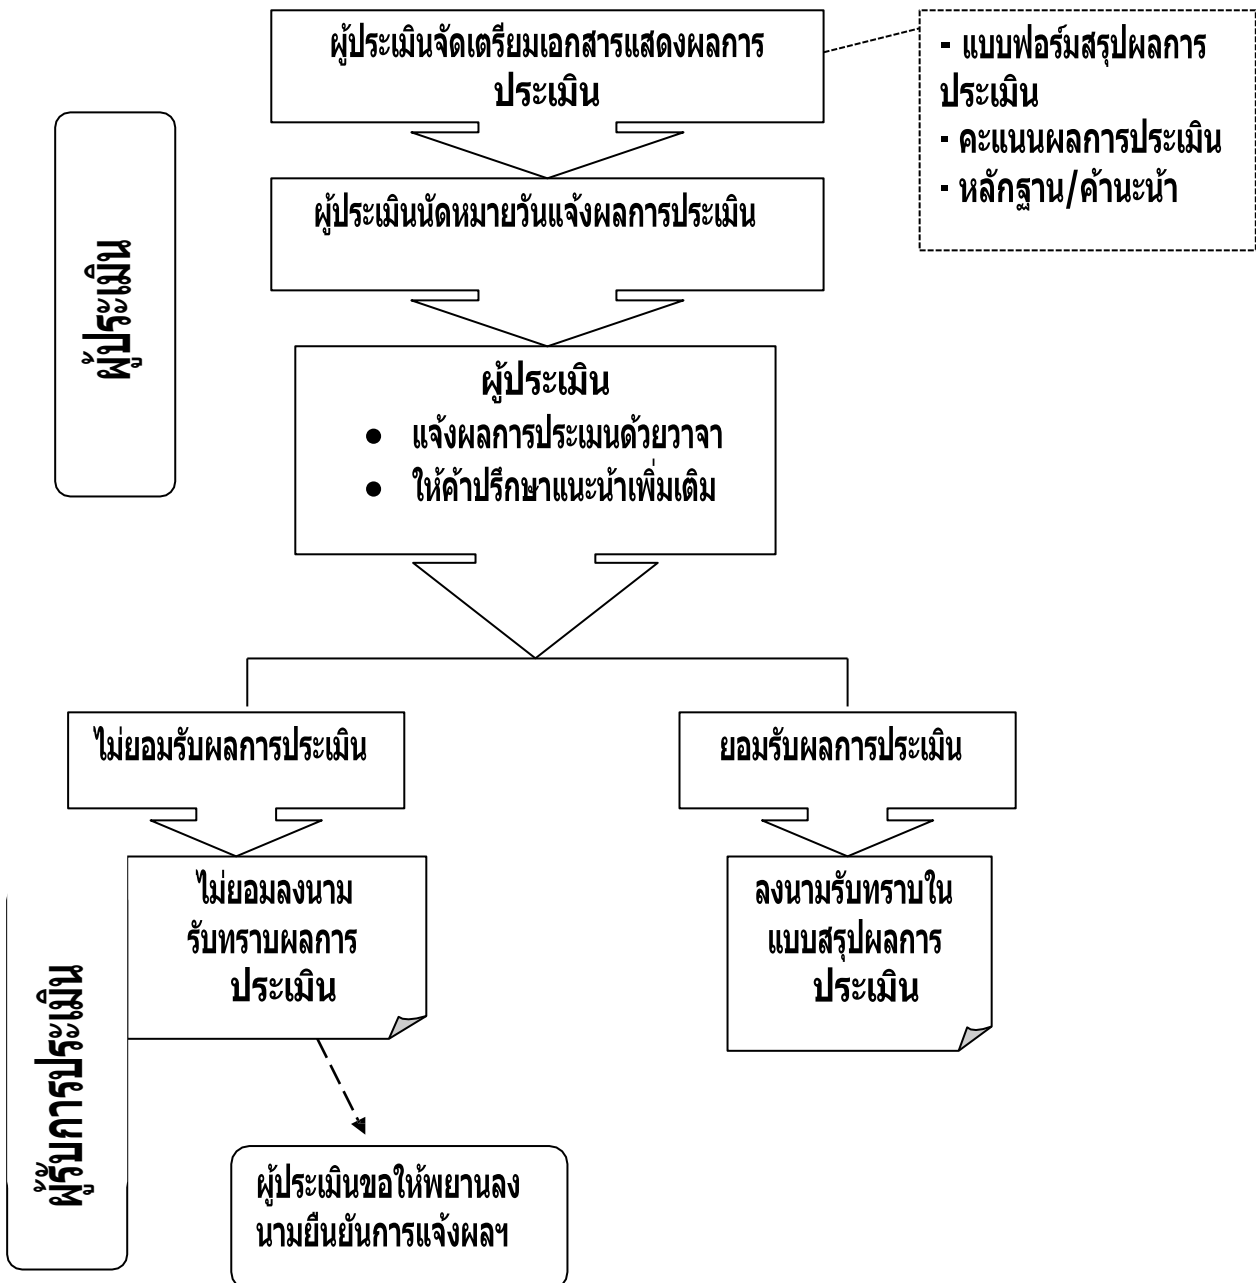 ผู้ประเมินจัดเตรียมเอกสารแสดงผลการ
ประเมิน
- แบบฟอร์มสรุปผลการ
ประเมิน
- คะแนนผลการประเมิน
- หลักฐาน/ค้านะน้า
ผู้ประเมิน
ผู้ประเมินนัดหมายวันแจ้งผลการประเมิน
ผู้ประเมิน
● แจ้งผลการประเมนด้วยวาจา
● ให้ค้าปรึกษาแนะน้าเพิ่มเติม
ไม่ยอมรับผลการประเมิน
ยอมรับผลการประเมิน
ผู้รับการประเมิน
ไม่ยอมลงนาม
รับทราบผลการ
ประเมิน
ลงนามรับทราบใน
แบบสรุปผลการ
ประเมิน
ผู้ประเมินขอให้พยานลง
นามยืนยันการแจ้งผลฯ